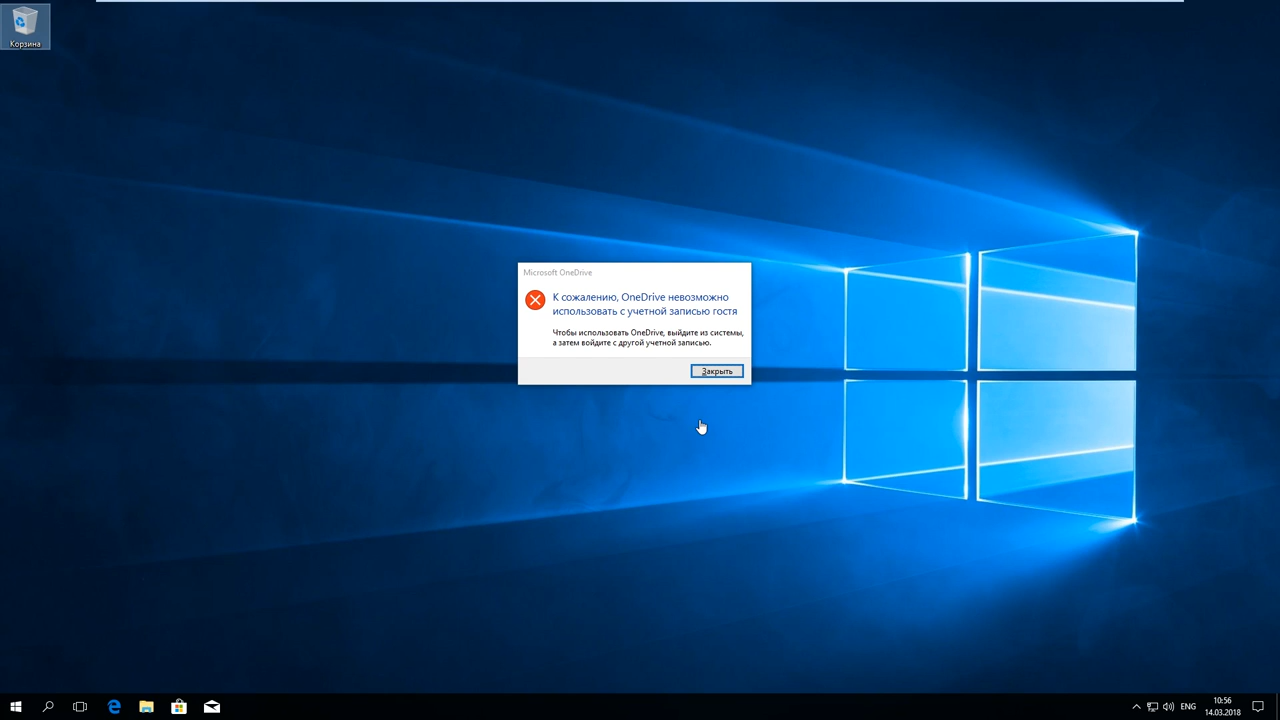 Корзина
Microsoft OneDrive
К сожалению, OneDrive невозможно
использовать с учетной записью гостя
Чтобы использовать OneDrive, выйдите из системы,
а затем войдите с другой учетной записью.
Закрыть
ENG
10:56
14.03.2018